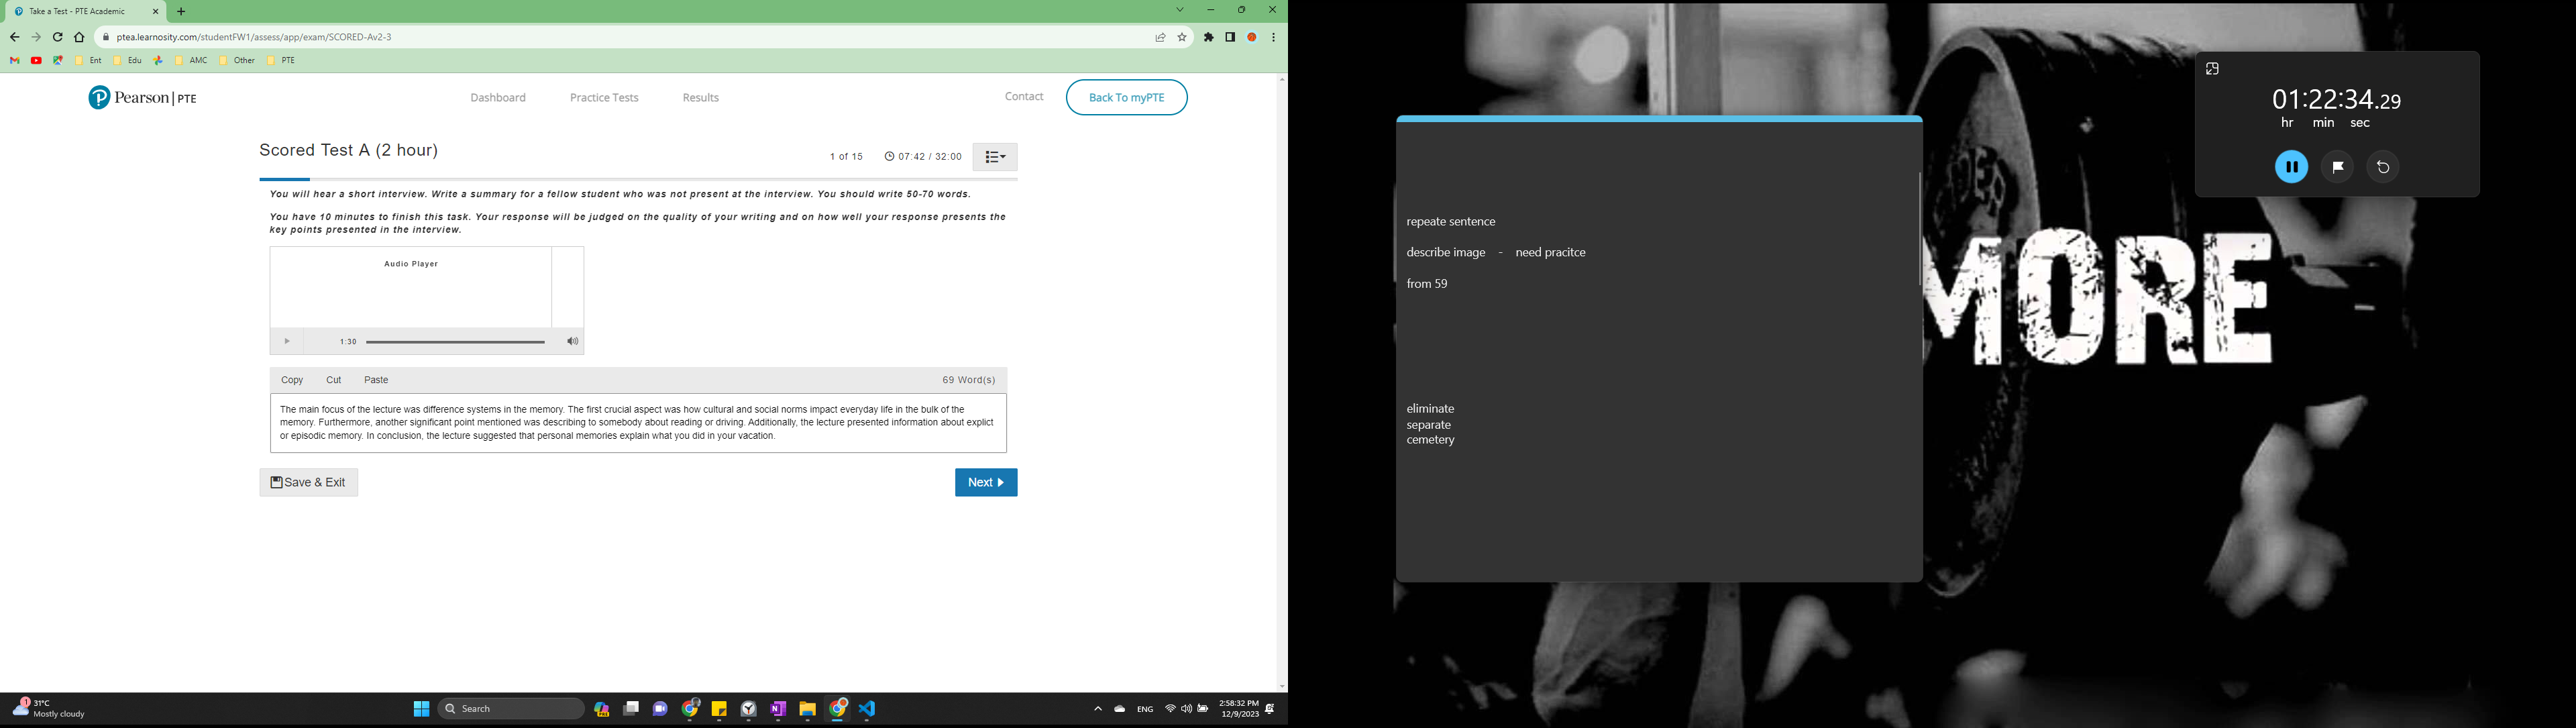 Take a Test - PTE Academic
ptea.learnosity.com/studentFW1/assess/app/exam/SCORED-Av2-3
Ent
Edu
AMC
Other
PTE
Pearson | PTE
Dashboard
Practice Tests
Results
Contact
Back To myPTE
Scored Test A (2 hour)
1 of 15
07:42 / 32:00
You will hear a short interview. Write a summary for a fellow student who was not present at the interview. You should write 50-70 words.
You have 10 minutes to finish this task. Your response will be judged on the quality of your writing and on how well your response presents the
key points presented in the interview.
Audio Player
1:30
Copy
Cut
Paste
69 Word(s)
The main focus of the lecture was difference systems in the memory. The first crucial aspect was how cultural and social norms impact everyday life in the bulk of the
memory. Furthermore, another significant point mentioned was describing to somebody about reading or driving. Additionally, the lecture presented information about explict
or episodic memory. In conclusion, the lecture suggested that personal memories explain what you did in your vacation.
Save & Exit
Next
1
31°C
Mostly cloudy
Search
ENG
2:58:32 PM
12/9/2023
repeate sentence
describe image - need pracitce
from 59
eliminate
separate
cemetery
01:22:34.29
hr min sec
MORE